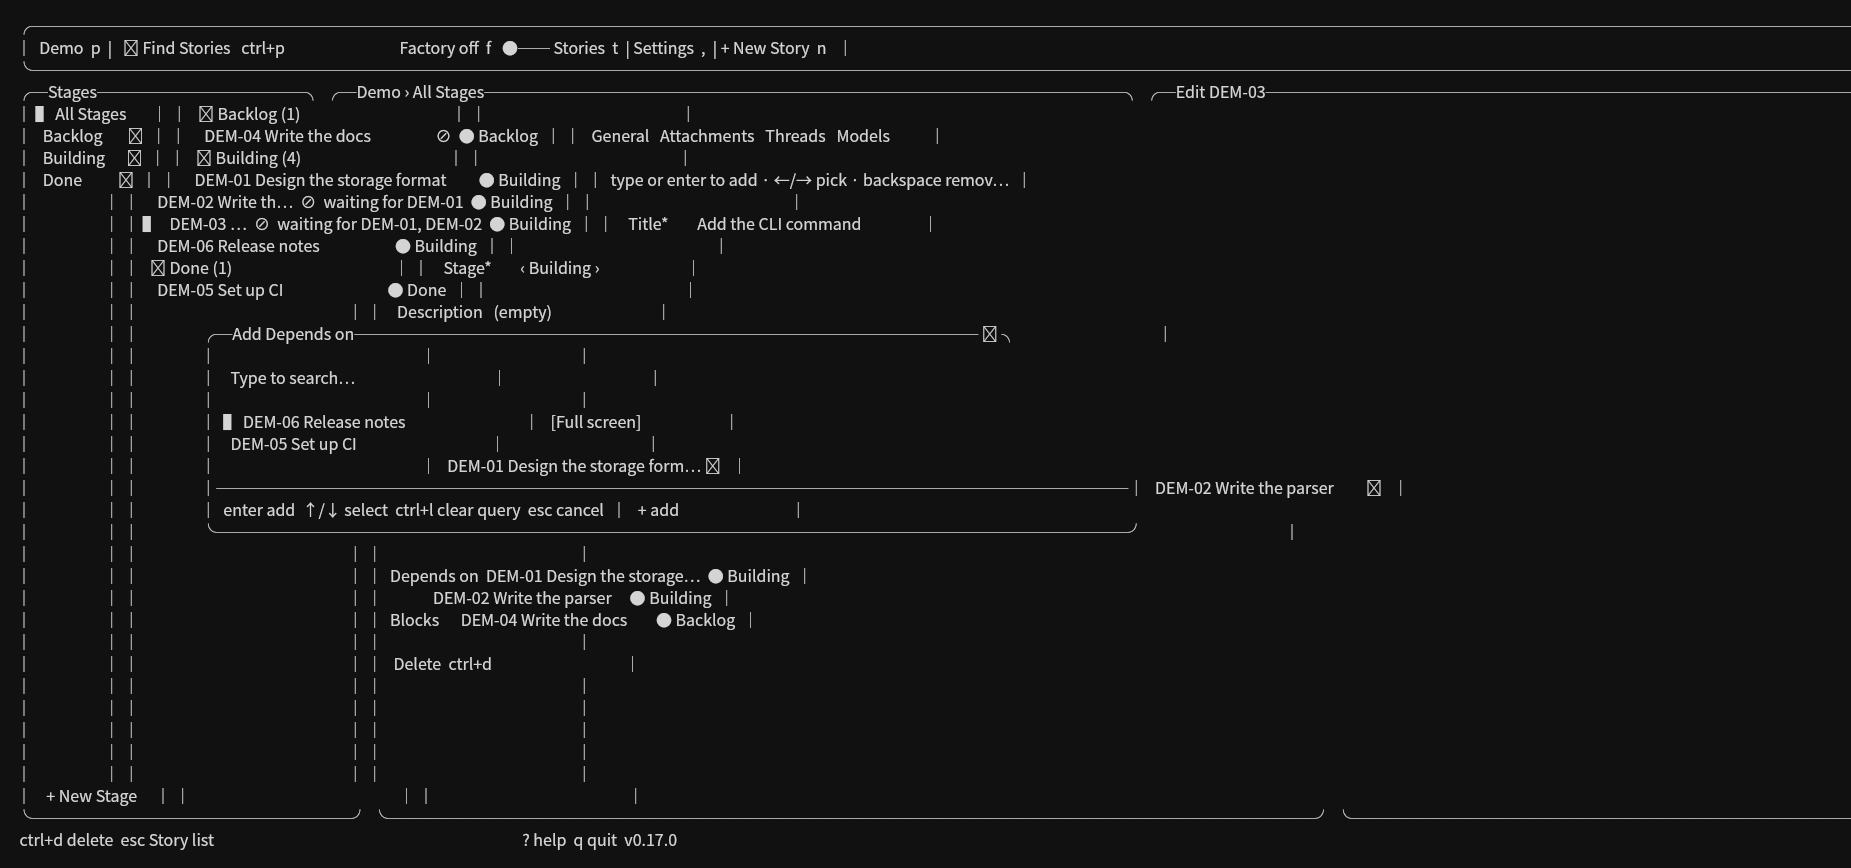 Demo p | Find Stories ctrl+p Factory off f ●── Stories t | Settings , | + New Story n |
Stages Demo › All Stages Edit DEM-03
All Stages | | Backlog (1) | | |
| Backlog | | DEM-04 Write the docs ⊘ ● Backlog | | General Attachments Threads Models |
| Building | | Building (4) | | |
| Done | | DEM-01 Design the storage format ● Building | | type or enter to add · ←/→ pick · backspace remov… |
| | | DEM-02 Write th… ⊘ waiting for DEM-01 ● Building | | |
| | | DEM-03 … ⊘ waiting for DEM-01, DEM-02 ● Building | | Title* Add the CLI command |
| | | DEM-06 Release notes ● Building | | |
| | | Done (1) | | Stage* ‹ Building › |
| | | DEM-05 Set up CI ● Done | | |
| | | | | Description (empty) |
| | | Add Depends on |
| | | | Type to search… | |
| | | | DEM-06 Release notes | [Full screen] |
| | | | DEM-05 Set up CI | |
| | | | | DEM-01 Design the storage form… |
| | | | | DEM-02 Write the parser |
| | | | enter add ↑/↓ select ctrl+l clear query esc cancel | + add |
| | | | | Depends on DEM-01 Design the storage… ● Building |
| | | | | DEM-02 Write the parser ● Building |
| | | | | Blocks DEM-04 Write the docs ● Backlog |
| | | | | Delete ctrl+d |
| + New Stage | | | | |
ctrl+d delete esc Story list ? help q quit v0.17.0